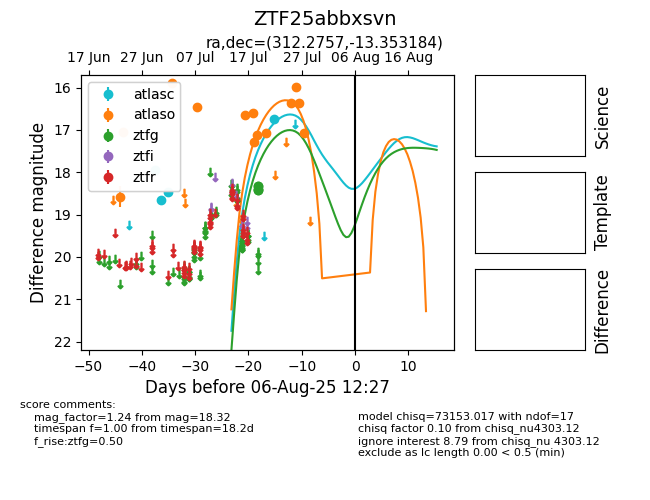 ZTF25abbxsvn
ra,dec=(312.2757,-13.353184)
17 Jun 27 Jun 07 Jul 17 Jul 27 Jul 06 Aug 16 Aug
atlasc
atlaso
ztfg
ztfi
ztfr
16
17
18
19
20
21
22
Difference magnitude
−50 −40 −30 −20 −10 0 10
Days before 06-Aug-25 12:27
Science
Template
Difference
score comments:
mag_factor=1.24 from mag=18.32
timespan f=1.00 from timespan=18.2d
f_rise:ztfg=0.50
model chisq=73153.017 with ndof=17
chisq factor 0.10 from chisq_nu4303.12
ignore interest 8.79 from chisq_nu 4303.12
exclude as lc length 0.00 < 0.5 (min)